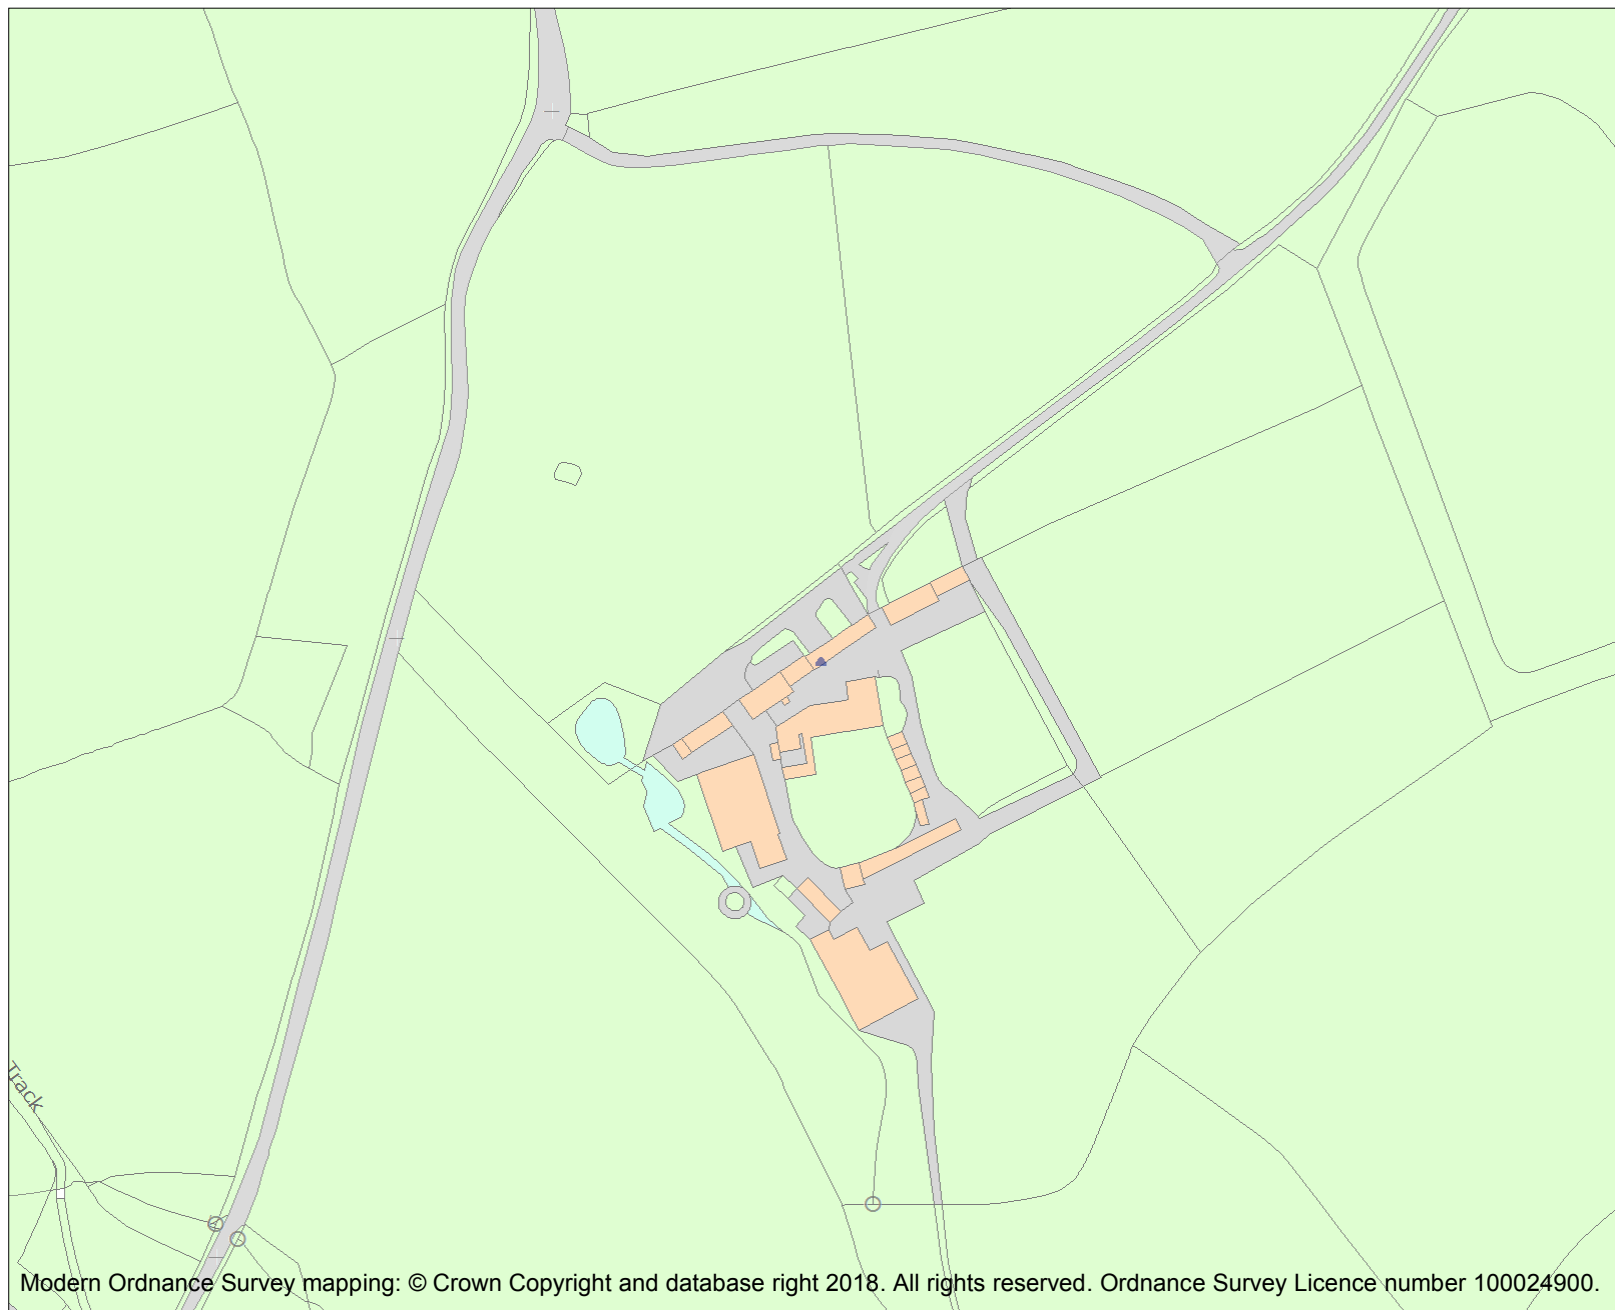 Track
Modern Ordnance Survey mapping: © Crown Copyright and database right 2018. All rights reserved. Ordnance Survey Licence number 100024900.